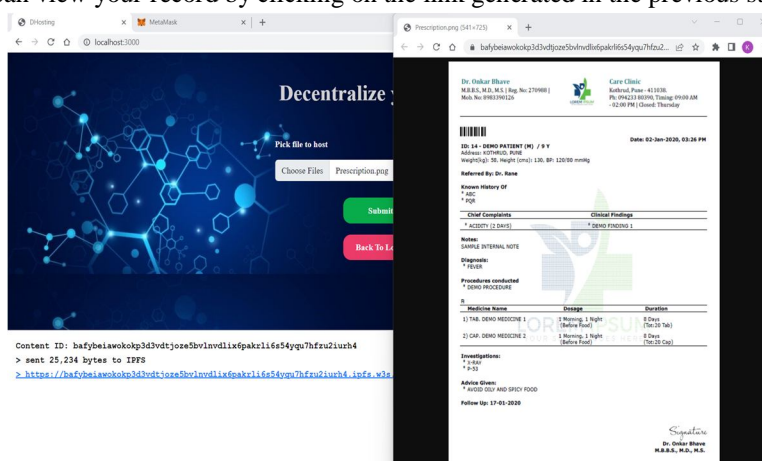 view your record by clicking on the link generated in the previous
DHosting
MetaMask
localhost:3000
Decentralize
Pick file to host
Choose Files Prescription.png
Submit
Back To Lo
Content ID: bafybeiawokokp3d3vdtjoze5bvlnvdlix6pakrli6s54yqu7hfzu2iurh4
> sent 25,234 bytes to IPFS
> https://bafybeiawokokp3d3vdtjoze5bvlnvdlix6pakrli6s54yqu7hfzu2iurh4.ipfs.w3s.
Prescription.png (541×725)
bafybeiawokokp3d3vdtjoze5bvlnvdlix6pakrli6s54yqu7hfzu2...
K
Dr. Onkar Bhave
M.B.B.S., M.D., M.S. | Reg. No: 270988 |
Mob. No: 8983390126
Care Clinic
Kothrud, Pune - 411038.
Ph: 094233 80390, Timing: 09:00 AM
- 02:00 PM | Closed: Thursday
Date: 02-Jan-2020, 03:26 PM
ID: 14 - DEMO PATIENT (M) / 9 Y
Address: KOTHRUD, PUNE
Weight(kg): 50, Height (cms): 130, BP: 120/80 mmHg
Referred By: Dr. Rane
Known History Of
* ABC
* PQR
Chief Complaints Clinical Findings
* ACIDITY (2 DAYS) * DEMO FINDING 1
Notes:
SAMPLE INTERNAL NOTE
Diagnosis:
* FEVER
Procedures conducted
* DEMO PROCEDURE
R
Medicine Name Dosage Duration
1) TAB. DEMO MEDICINE 1 1 Morning, 1 Night 8 Days
(Before Food) (Tot:20 Tab)
2) CAP. DEMO MEDICINE 2 1 Morning, 1 Night 8 Days
(Before Food) (Tot:20 Cap)
LOREM IPSUM
Investigations:
* X-RAY
Advice Given:
* AVOID OILY AND SPICY FOOD
Follow Up: 17-01-2020
Signature
Dr. Onkar Bhave
M.B.B.S., M.D., M.S.